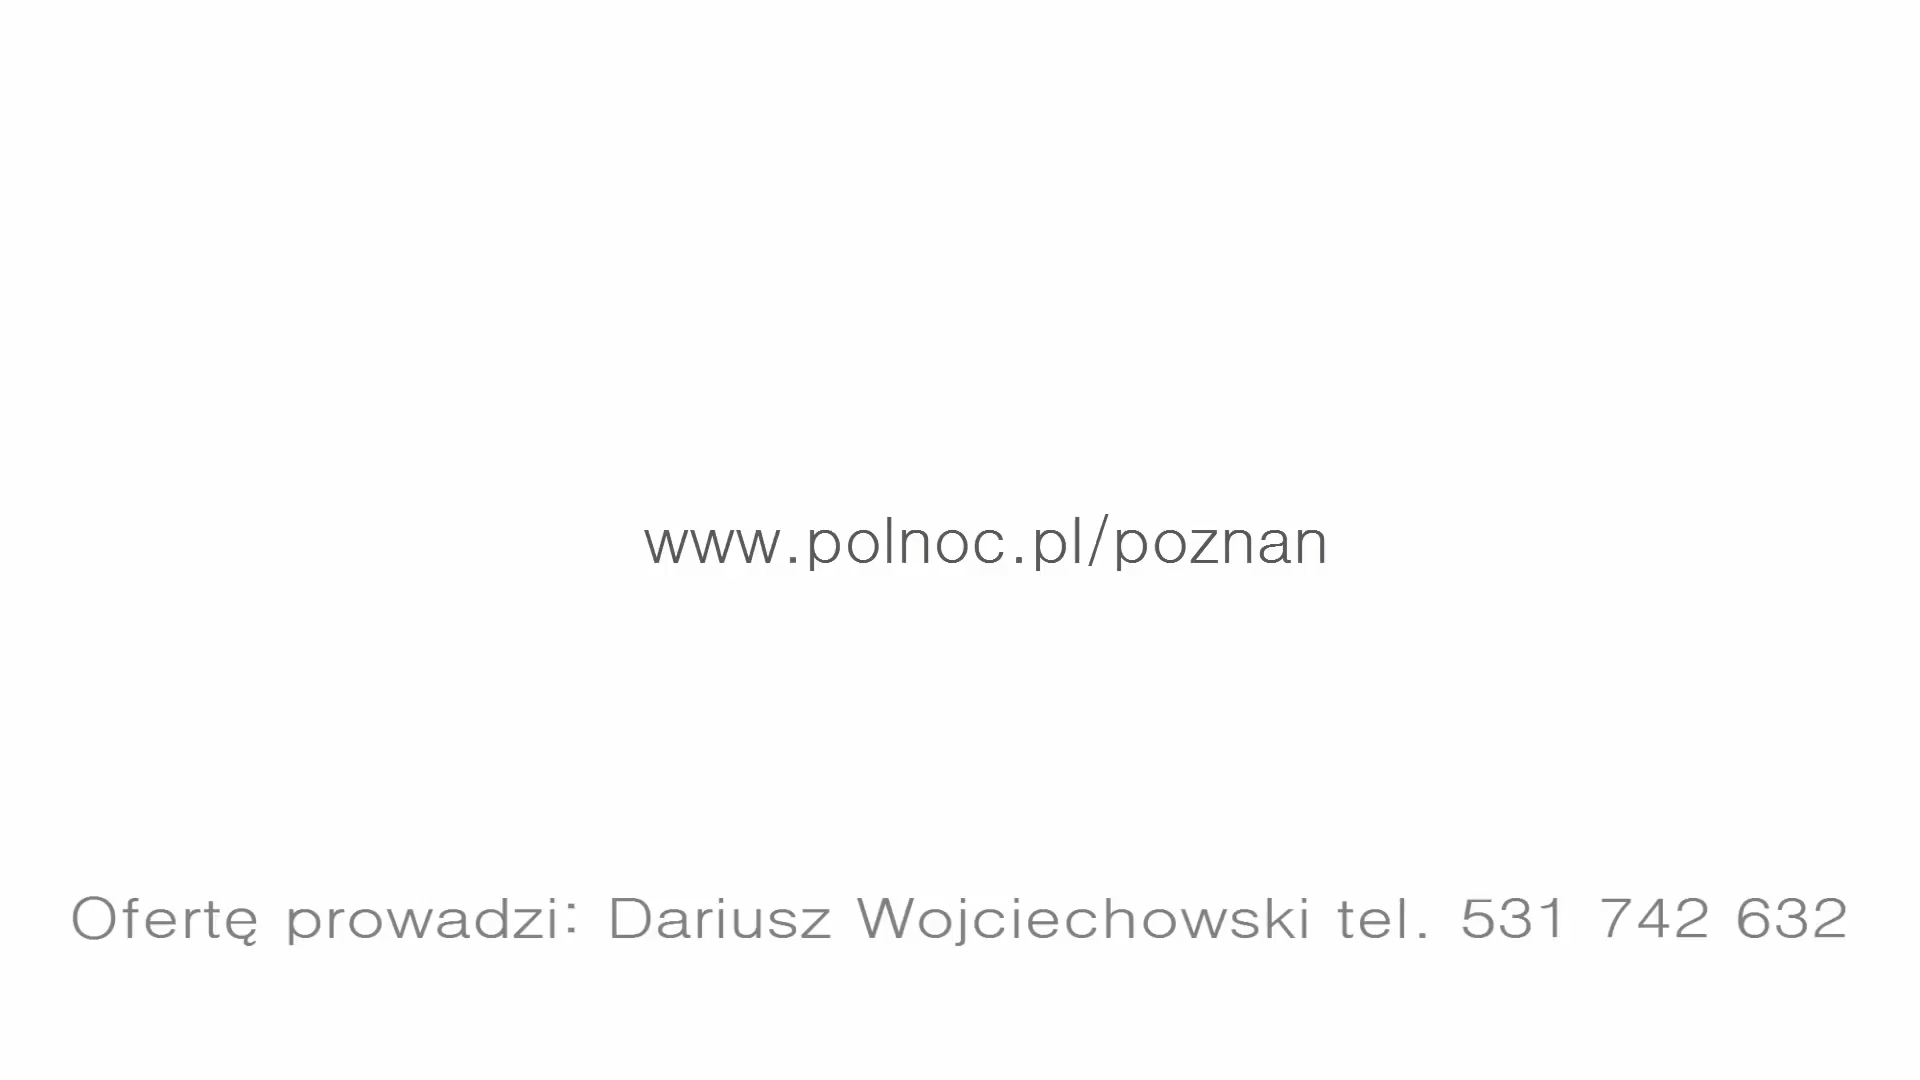 www.polnoc.pl/poznan
Ofertę prowadzi: Dariusz Wojciechowski tel. 531 742 632